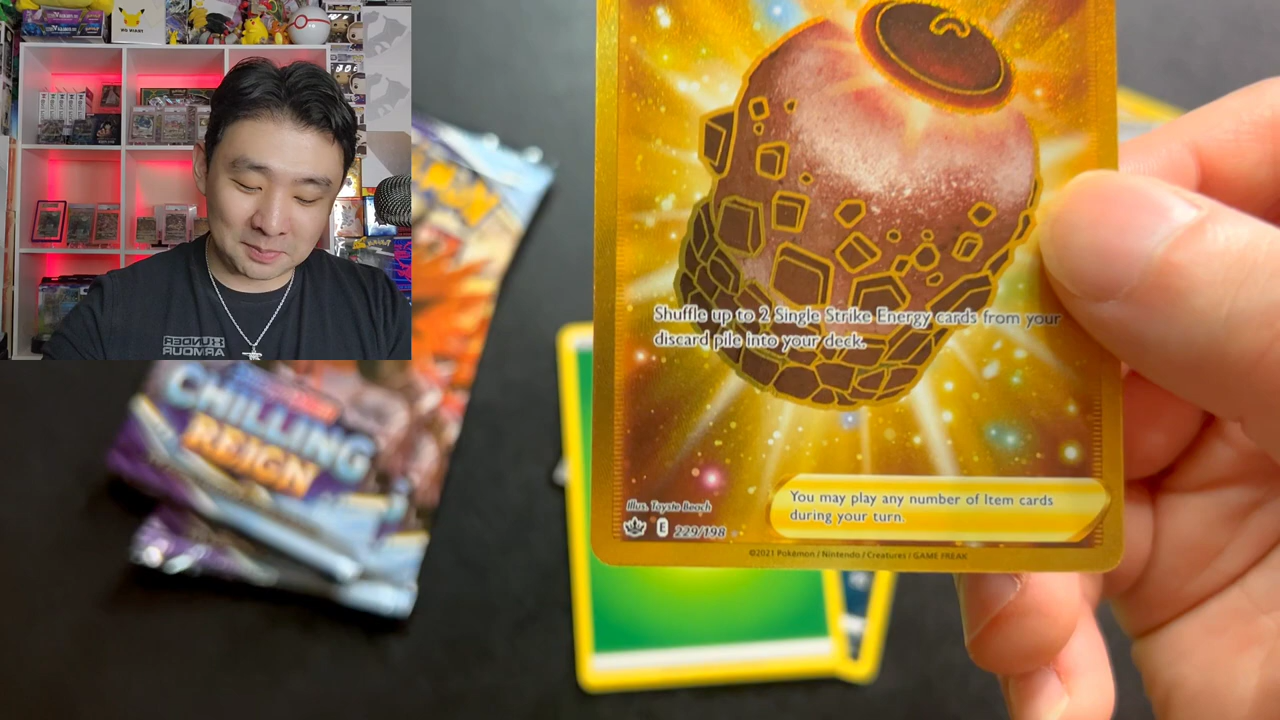 XUNDER
ARMOUR
CHILLING
REIGN
Shuffle up to 2 Single Strike Energy cards from your
discard pile into your deck.
You may play any number of Item cards
during your turn.
Illus. Toyste Beach
E 229/198
©2021 Pokémon / Nintendo / Creatures / GAME FREAK